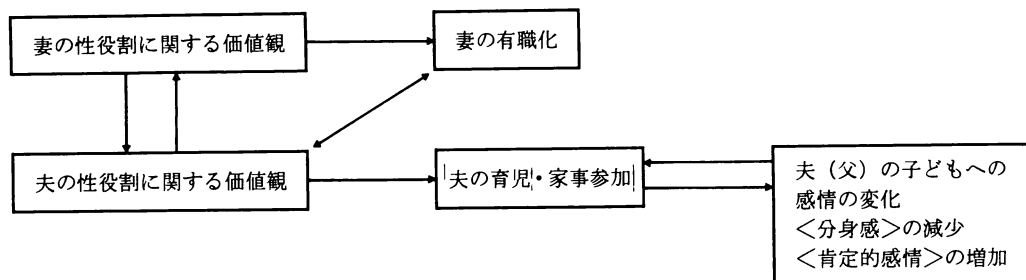 妻の性役割に関する価値観
妻の有職化
夫の性役割に関する価値観
夫の育児・家事参加
夫（父）の子どもへの
感情の変化
＜分身感＞の減少
＜肯定的感情＞の増加